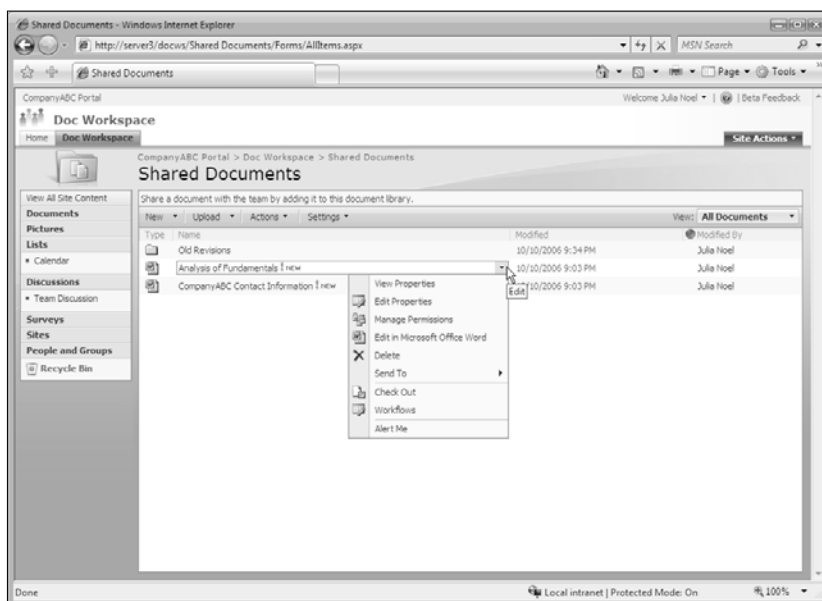 Shared Documents - Windows Internet Explorer
http://server3/docws/Shared Documents/Forms/AllItems.aspx
MSN Search
Shared Documents
Page
Tools
CompanyABC Portal
Welcome Julia Noel
Beta Feedback
Doc Workspace
Home
Doc Workspace
Site Actions
CompanyABC Portal > Doc Workspace > Shared Documents
Shared Documents
View All Site Content
Documents
Pictures
Lists
Calendar
Discussions
Team Discussion
Surveys
Sites
People and Groups
Recycle Bin
Share a document with the team by adding it to this document library.
New
Upload
Actions
Settings
View: All Documents
Type
Name
Modified
Modified By
Old Revisions
10/10/2006 9:34 PM
Julia Noel
Analysis of Fundamentals ! NEW
10/10/2006 9:03 PM
Julia Noel
CompanyABC Contact Information ! NEW
10/2006 9:03 PM
Julia Noel
Edit
View Properties
Edit Properties
Manage Permissions
Edit in Microsoft Office Word
Delete
Send To
Check Out
Workflows
Alert Me
Done
Local intranet | Protected Mode: On
100%